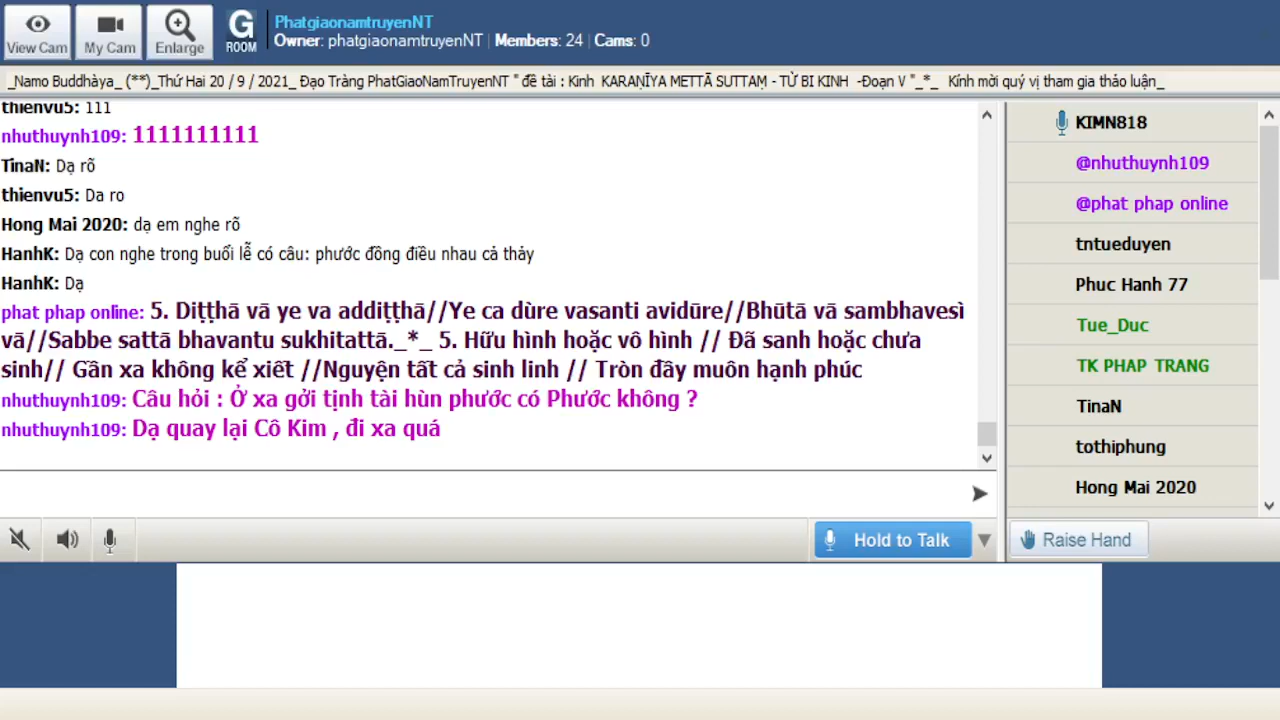 View Cam
My Cam
Enlarge
G
ROOM
PhatgiaonamtruyenNT
Owner: phatgiaonamtruyenNT | Members: 24 | Cams: 0
_Namo Buddhàya_ (**)_Thứ Hai 20 / 9 / 2021_ Đạo Tràng PhatGiaoNamTruyenNT " đề tài : Kinh KARAṆĪYA METTĀ SUTTAṂ - TỪ BI KINH -Đoạn V "_*_ Kính mời quý vị tham gia thảo luận_
thienvu5: 111
nhuthuynh109: 1111111111
TinaN: Dạ rõ
thienvu5: Da ro
Hong Mai 2020: dạ em nghe rõ
HanhK: Dạ con nghe trong buổi lễ có câu: phước đồng điều nhau cả thảy
HanhK: Dạ
phat phap online: 5. Diṭṭhā vā ye va addiṭṭhā//Ye ca dùre vasanti avidūre//Bhūtā vā sambhavesì
vā//Sabbe sattā bhavantu sukhitattā._*_ 5. Hữu hình hoặc vô hình // Đã sanh hoặc chưa
sinh// Gần xa không kể xiết //Nguyện tất cả sinh linh // Tròn đầy muôn hạnh phúc
nhuthuynh109: Câu hỏi : Ở xa gởi tịnh tài hùn phước có Phước không ?
nhuthuynh109: Dạ quay lại Cô Kim , đi xa quá
KIMN818
@nhuthuynh109
@phat phap online
tntueduyen
Phuc Hanh 77
Tue_Duc
TK PHAP TRANG
TinaN
tothiphung
Hong Mai 2020
Hold to Talk
Raise Hand